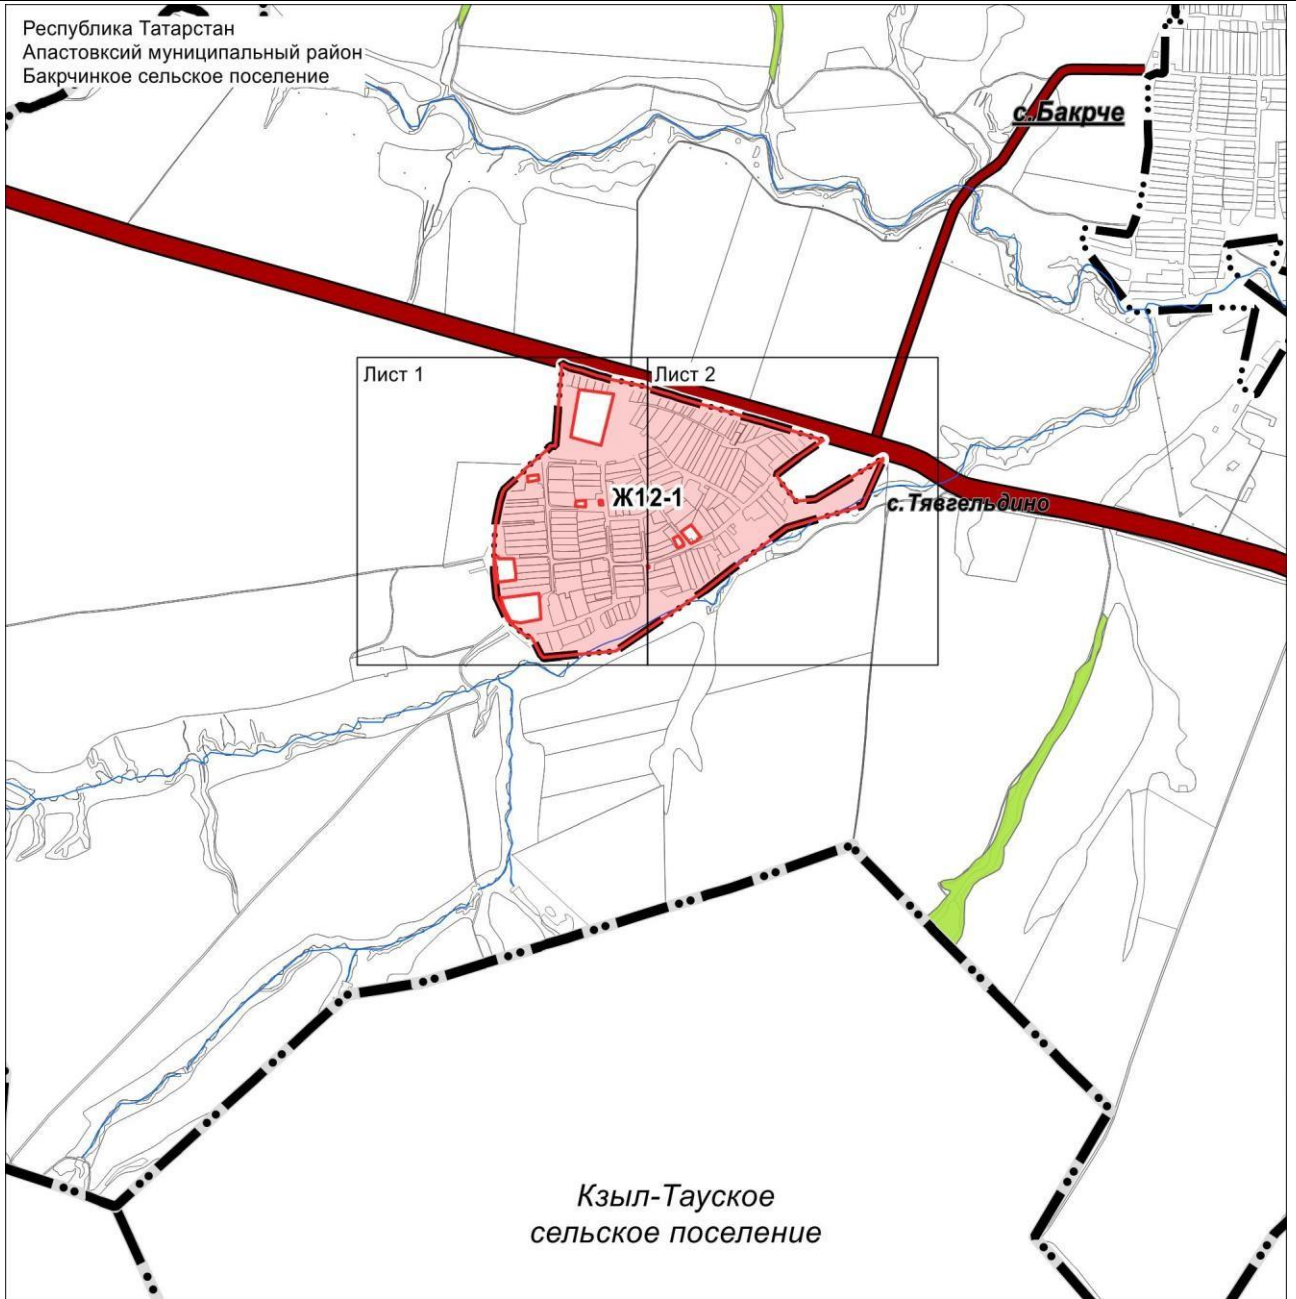 Республика Татарстан
Апастовксий муниципальный район
Бакрчинкое сельское поселение
с.Бакрче
Лист 1
Лист 2
Ж12-1
с.Тявгельдино
Кзыл-Тауское
сельское поселение